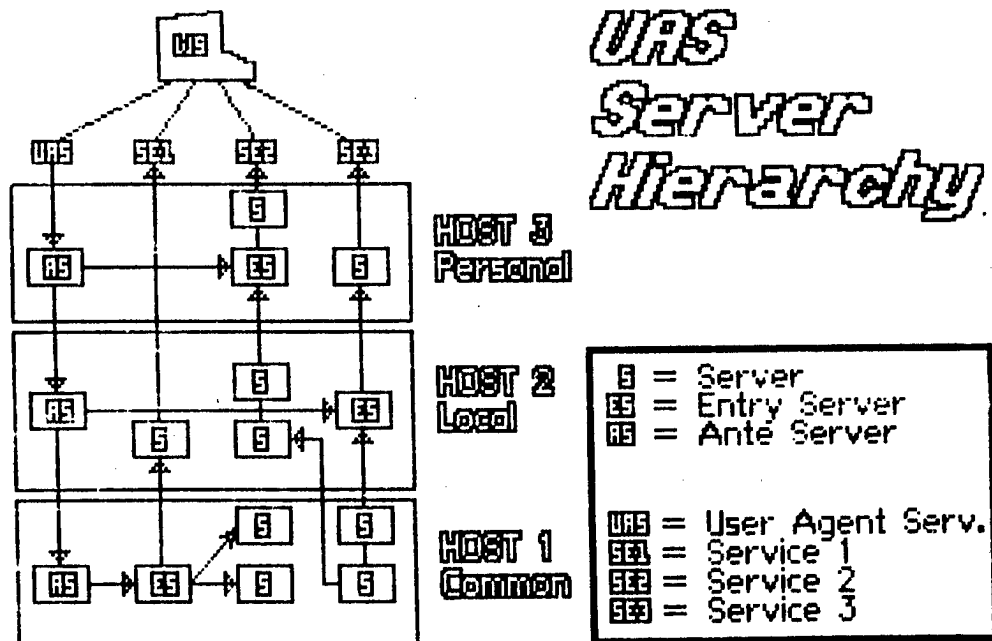 WS
UAS
Server
Hierarchy
UAS SE1 SE2 SE3
S
HOST 3
Personal
AS ES S
S
HOST 2
Local
AS ES
S S
S S
HOST 1
Common
AS ES S S
S = Server
ES = Entry Server
AS = Ante Server
UAS = User Agent Serv.
SE1 = Service 1
SE2 = Service 2
SE3 = Service 3